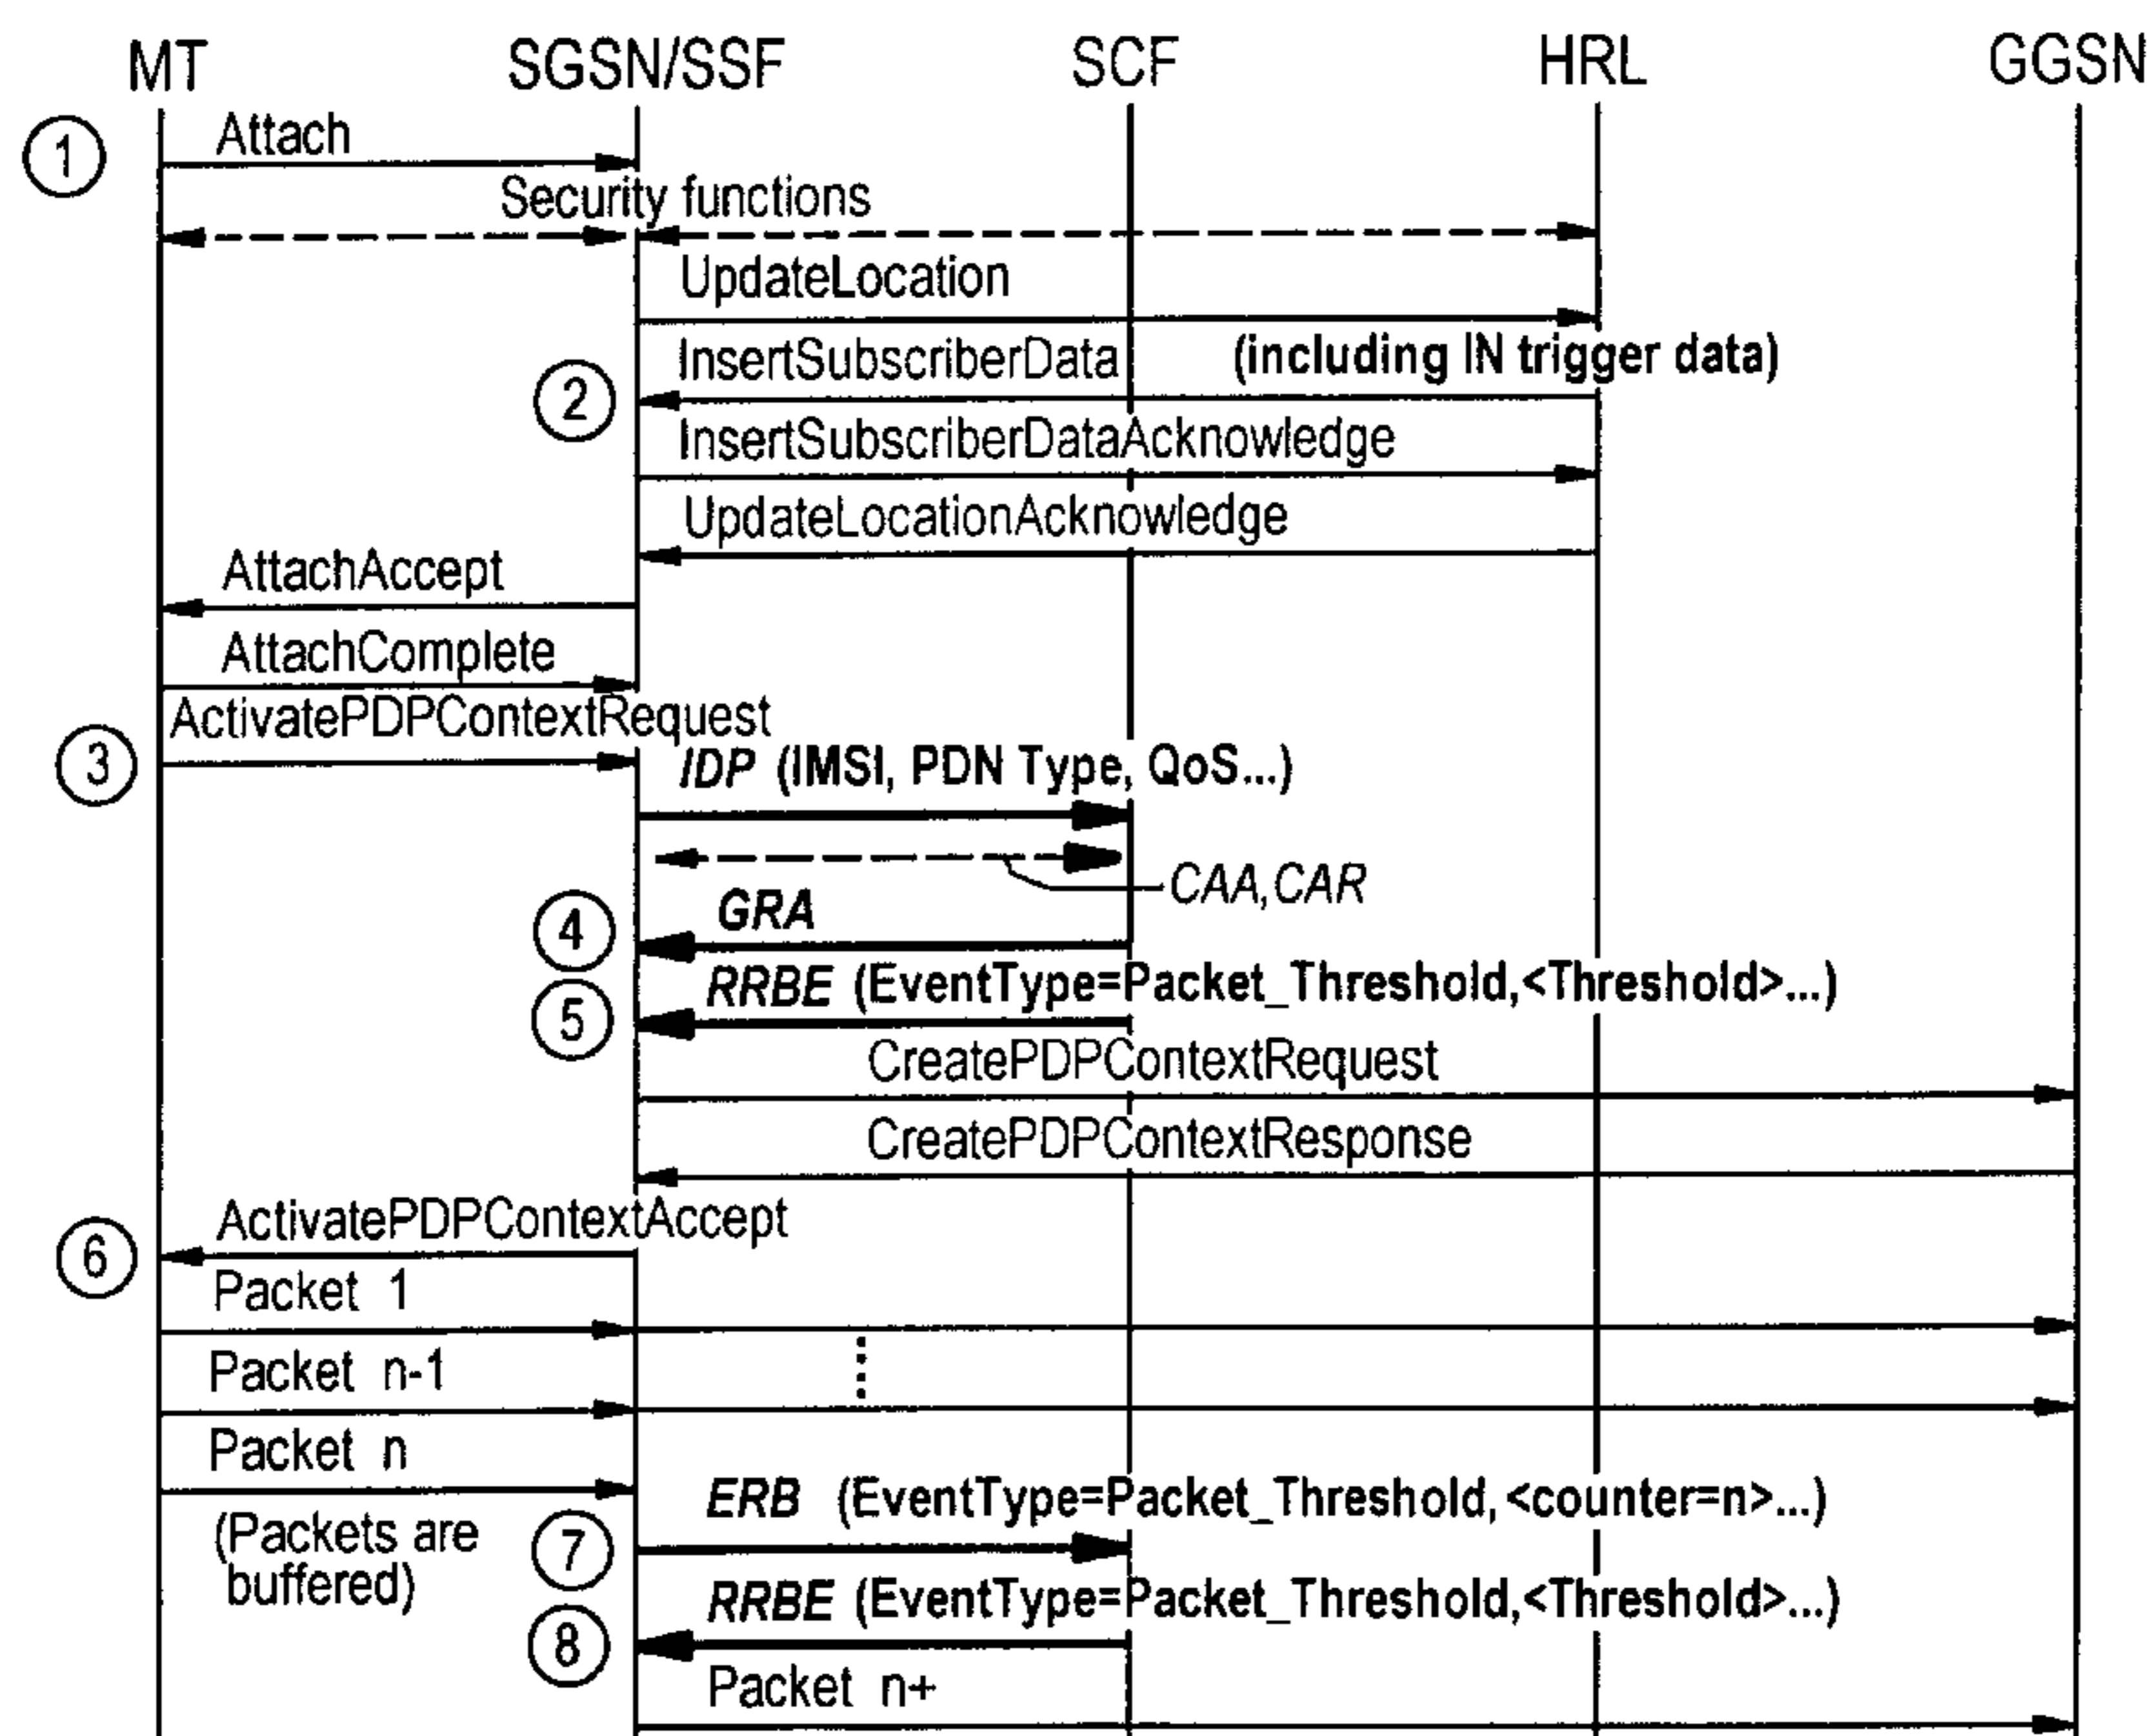 MT SGSN/SSF SCF HRL GGSN
1 Attach
Security functions
UpdateLocation
InsertSubscriberData (including IN trigger data)
2
InsertSubscriberDataAcknowledge
UpdateLocationAcknowledge
AttachAccept
AttachComplete
ActivatePDPContextRequest
3 IDP (IMSI, PDN Type, QoS...)
CAA,CAR
4 GRA
RRBE (EventType=Packet_Threshold,<Threshold>...)
5
CreatePDPContextRequest
CreatePDPContextResponse
ActivatePDPContextAccept
6
Packet 1
Packet n-1
Packet n
ERB (EventType=Packet_Threshold,<counter=n>...)
(Packets are
buffered)
7
RRBE (EventType=Packet_Threshold,<Threshold>...)
8
Packet n+